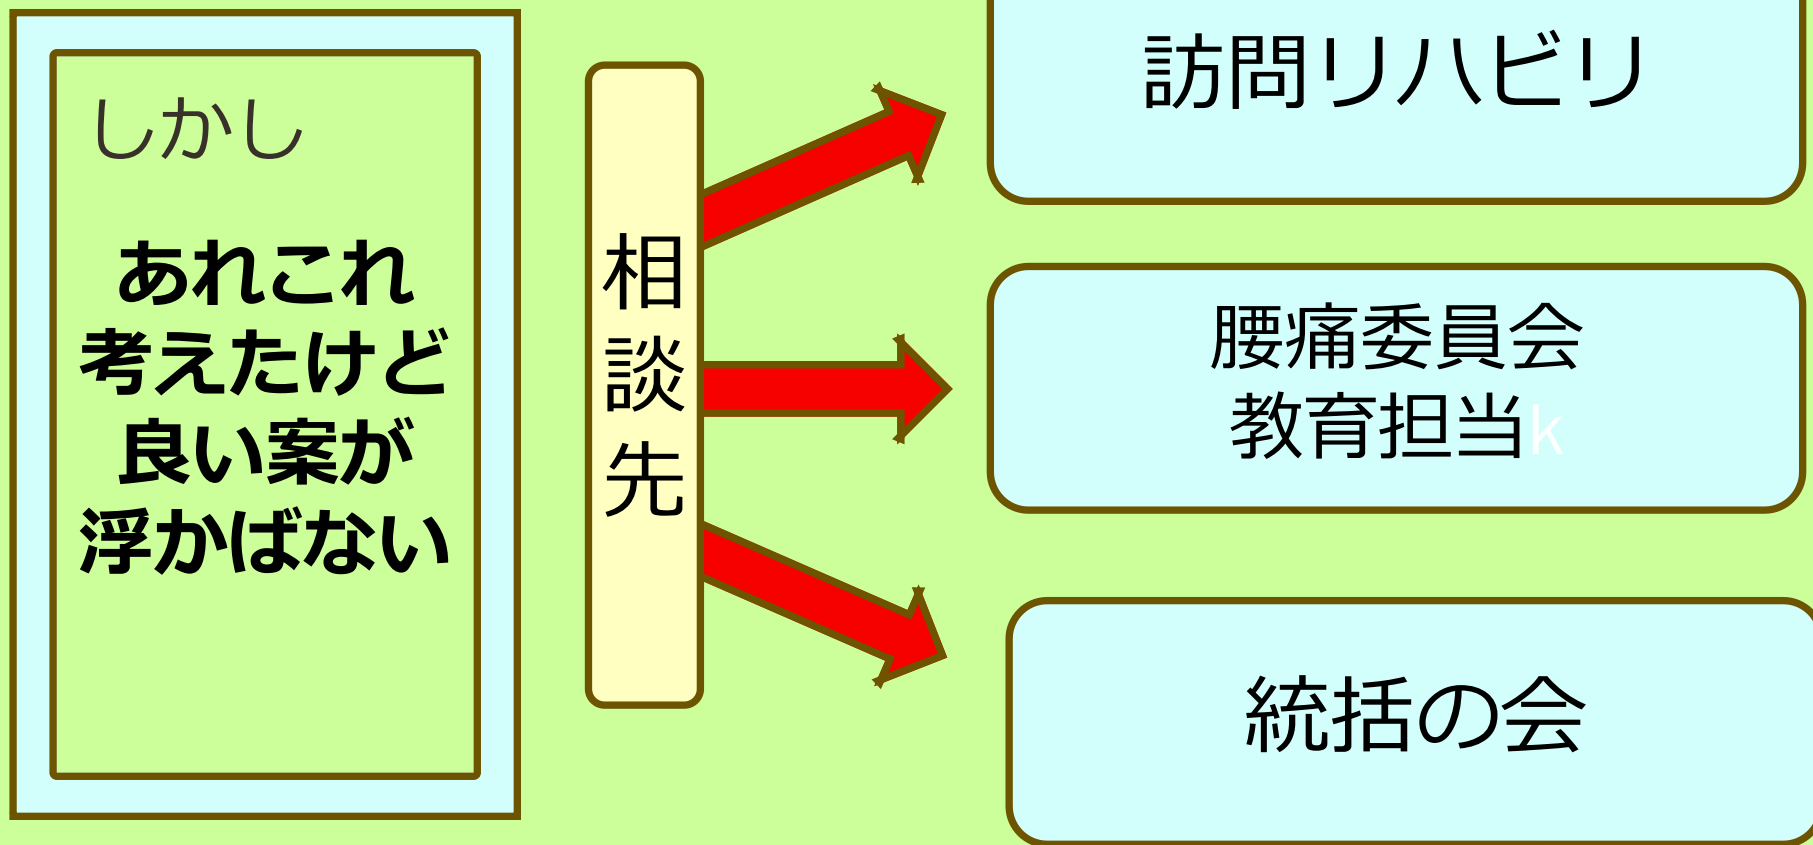 しかし
あれこれ
考えたけど
良い案が
浮かばない
相談先
訪問リハビリ
腰痛委員会
教育担当k
統括の会